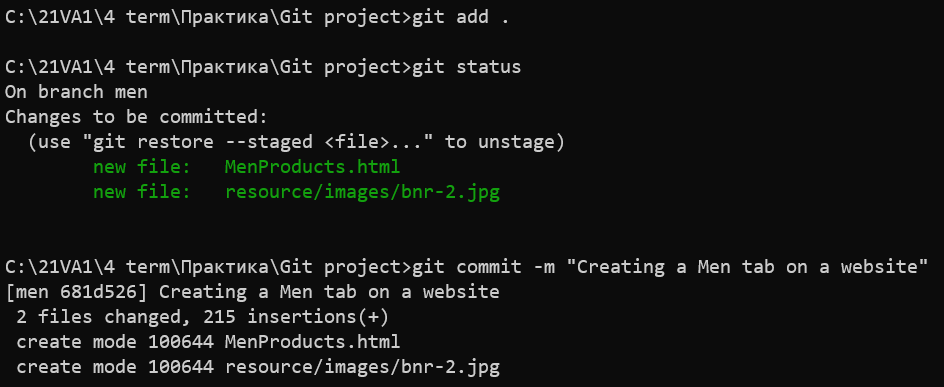 C:\21VA1\4 term\Практика\Git project>git add .
C:\21VA1\4 term\Практика\Git project>git status
On branch men
Changes to be committed:
  (use "git restore --staged <file>..." to unstage)
        new file:   MenProducts.html
        new file:   resource/images/bnr-2.jpg
C:\21VA1\4 term\Практика\Git project>git commit -m "Creating a Men tab on a website"
[men 681d526] Creating a Men tab on a website
 2 files changed, 215 insertions(+)
 create mode 100644 MenProducts.html
 create mode 100644 resource/images/bnr-2.jpg